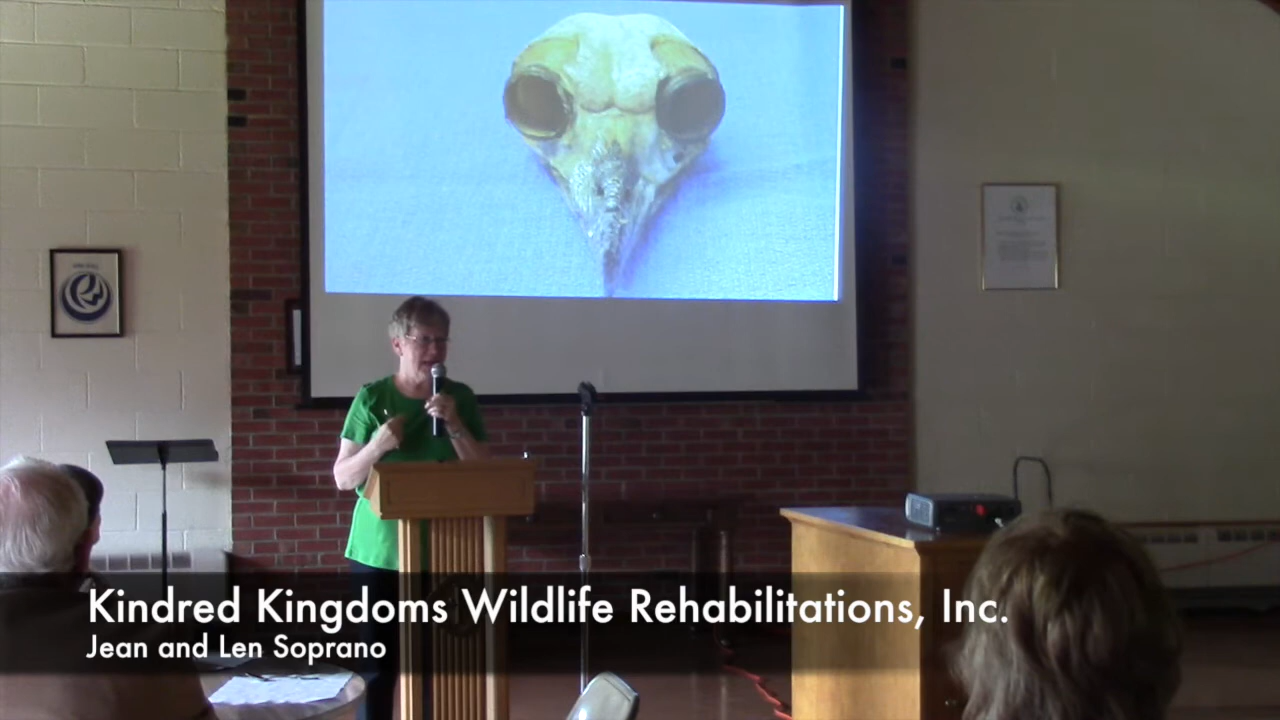 Kindred Kingdoms Wildlife Rehabilitations, Inc.
Jean and Len Soprano